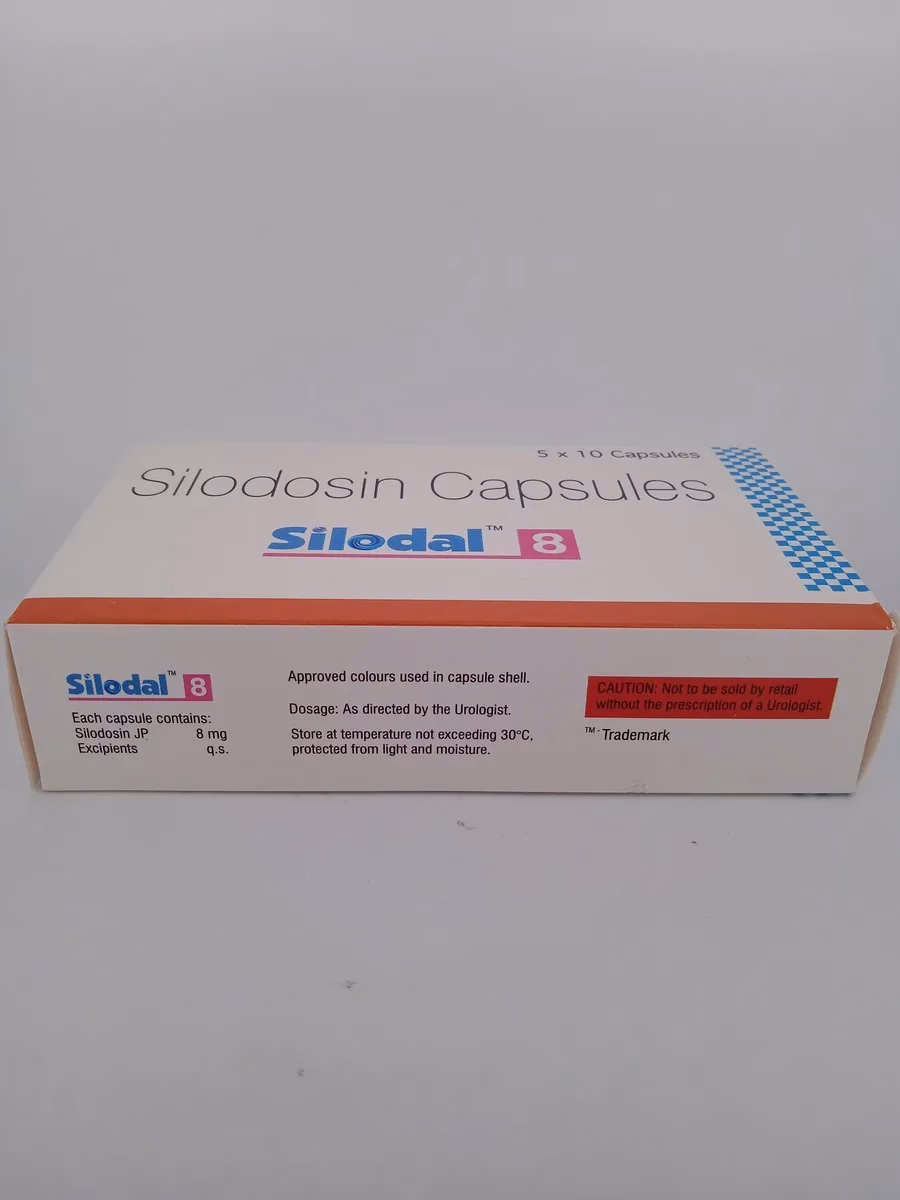 5 x 10 Capsules
Silodosin Capsules
Silodal™ 8
Silodal™ 8
Each capsule contains:
Silodosin JP 8 mg
Excipients q.s.
Approved colours used in capsule shell.
Dosage: As directed by the Urologist.
Store at temperature not exceeding 30°C,
protected from light and moisture.
CAUTION: Not to be sold by retail
without the prescription of a Urologist.
™ - Trademark